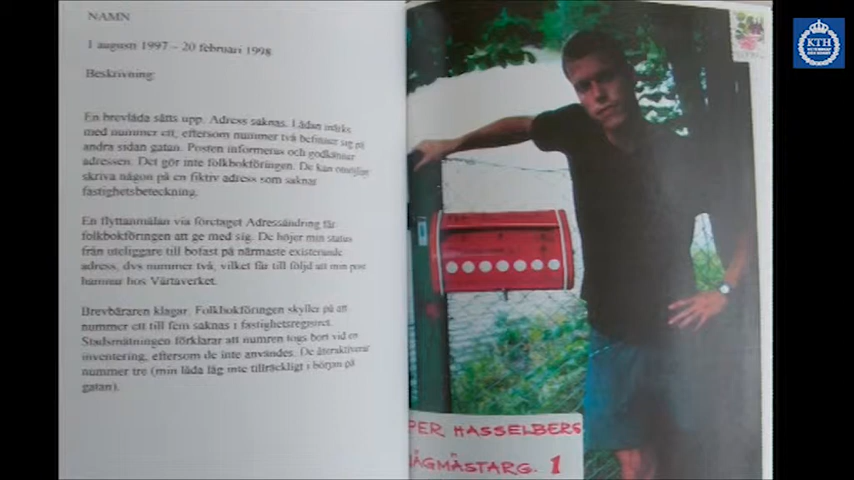 NAMN
1 augusti 1997 – 20 februari 1998
Beskrivning:
En brevlåda sätts upp. Adress saknas. Lådan märks
med nummer ett, eftersom nummer två befinner sig på
andra sidan gatan. Posten informeras och godkänner
adressen. Det gör inte folkbokföringen. De kan omöjligt
skriva någon på en fiktiv adress som saknar
fastighetsbeteckning.
En flyttanmälan via företaget Adressändring får
folkbokföringen att ge med sig. De höjer min status
från uteliggare till bofast på närmaste existerande
adress, dvs nummer två, vilket får till följd att min post
hamnar hos Värtaverket.
Brevbäraren klagar. Folkbokföringen skyller på att
nummer ett till fem saknas i fastighetsregistret.
Stadsmätningen förklarar att numren togs bort vid en
inventering, eftersom de inte användes. De återaktiverar
nummer tre (min låda låg inte tillräckligt i början på
gatan).
PER HASSELBERG
ÅGMÄSTARG. 1
KTH